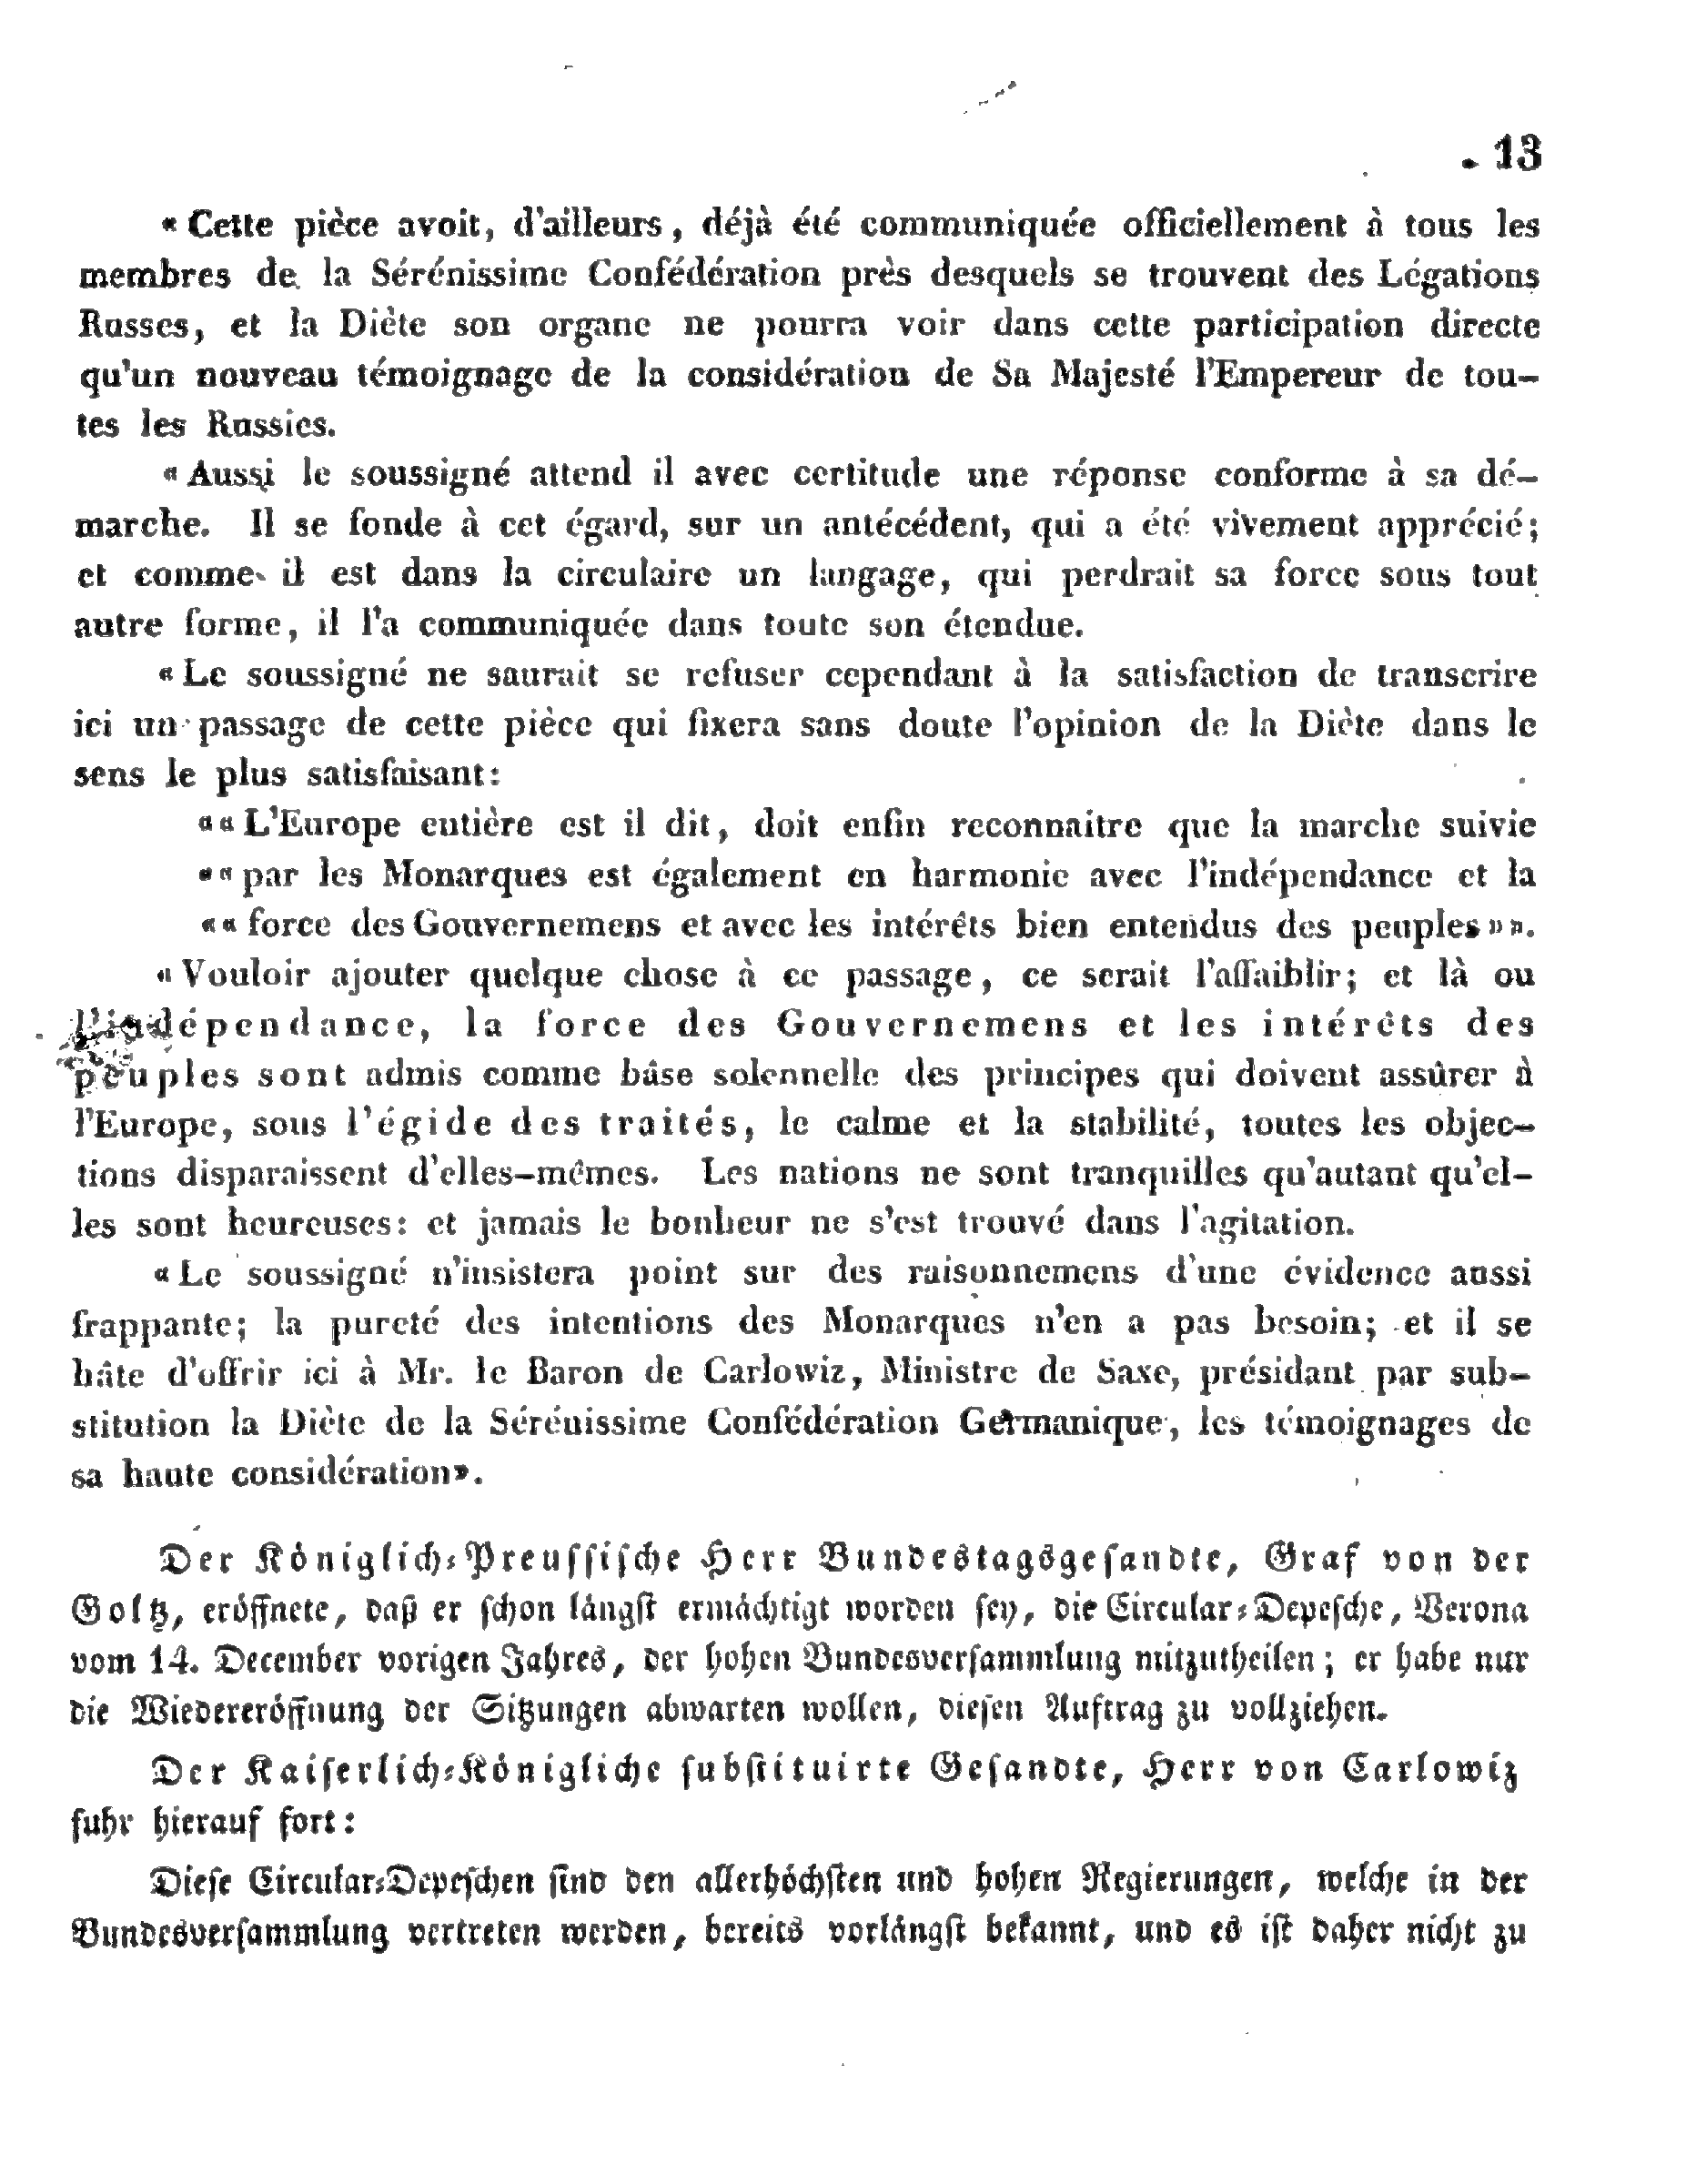 13
« Cette pièce avoit, d'ailleurs, déjà été communiquée officiellement à tous les
membres de la Sérénissime Confédération près desquels se trouvent des Légations
Russes, et la Diète son organe ne pourra voir dans cette participation directe
qu'un nouveau témoignage de la considération de Sa Majesté l'Empereur de tou-
tes les Russies.
« Aussi le soussigné attend il avec certitude une réponse conforme à sa dé-
marche. Il se fonde à cet égard, sur un antécédent, qui a été vivement apprécié;
et comme il est dans la circulaire un langage, qui perdrait sa force sous tout
autre forme, il l'a communiquée dans toute son étendue.
« Le soussigné ne saurait se refuser cependant à la satisfaction de transcrire
ici un passage de cette pièce qui fixera sans doute l'opinion de la Diète dans le
sens le plus satisfaisant:
«« L'Europe entière est il dit, doit enfin reconnaitre que la marche suivie
«« par les Monarques est également en harmonie avec l'indépendance et la
«« force des Gouvernemens et avec les intérêts bien entendus des peuples »».
« Vouloir ajouter quelque chose à ce passage, ce serait l'affaiblir; et là ou
l'indépendance, la force des Gouvernemens et les intérêts des
peuples sont admis comme bâse solennelle des principes qui doivent assûrer à
l'Europe, sous l'égide des traités, le calme et la stabilité, toutes les objec-
tions disparaissent d'elles-mêmes. Les nations ne sont tranquilles qu'autant qu'el-
les sont heureuses: et jamais le bonheur ne s'est trouvé dans l'agitation.
« Le soussigné n'insistera point sur des raisonnemens d'une évidence aussi
frappante; la pureté des intentions des Monarques n'en a pas besoin; et il se
hâte d'offrir ici à Mr. le Baron de Carlowiz, Ministre de Saxe, présidant par sub-
stitution la Diète de la Sérénissime Confédération Germanique, les témoignages de
sa haute considération».
Der Königlich-Preussische Herr Bundestagsgesandte, Graf von der
Goltz, eröffnete, daß er schon längst ermächtigt worden sey, die Circular-Depesche, Verona
vom 14. December vorigen Jahres, der hohen Bundesversammlung mitzutheilen; er habe nur
die Wiedereröffnung der Sitzungen abwarten wollen, diesen Auftrag zu vollziehen.
Der Kaiserlich-Königliche substituirte Gesandte, Herr von Carlowiz
fuhr hierauf fort:
Diese Circular-Depeschen sind den allerhöchsten und hohen Regierungen, welche in der
Bundesversammlung vertreten werden, bereits vorlängst bekannt, und es ist daher nicht zu